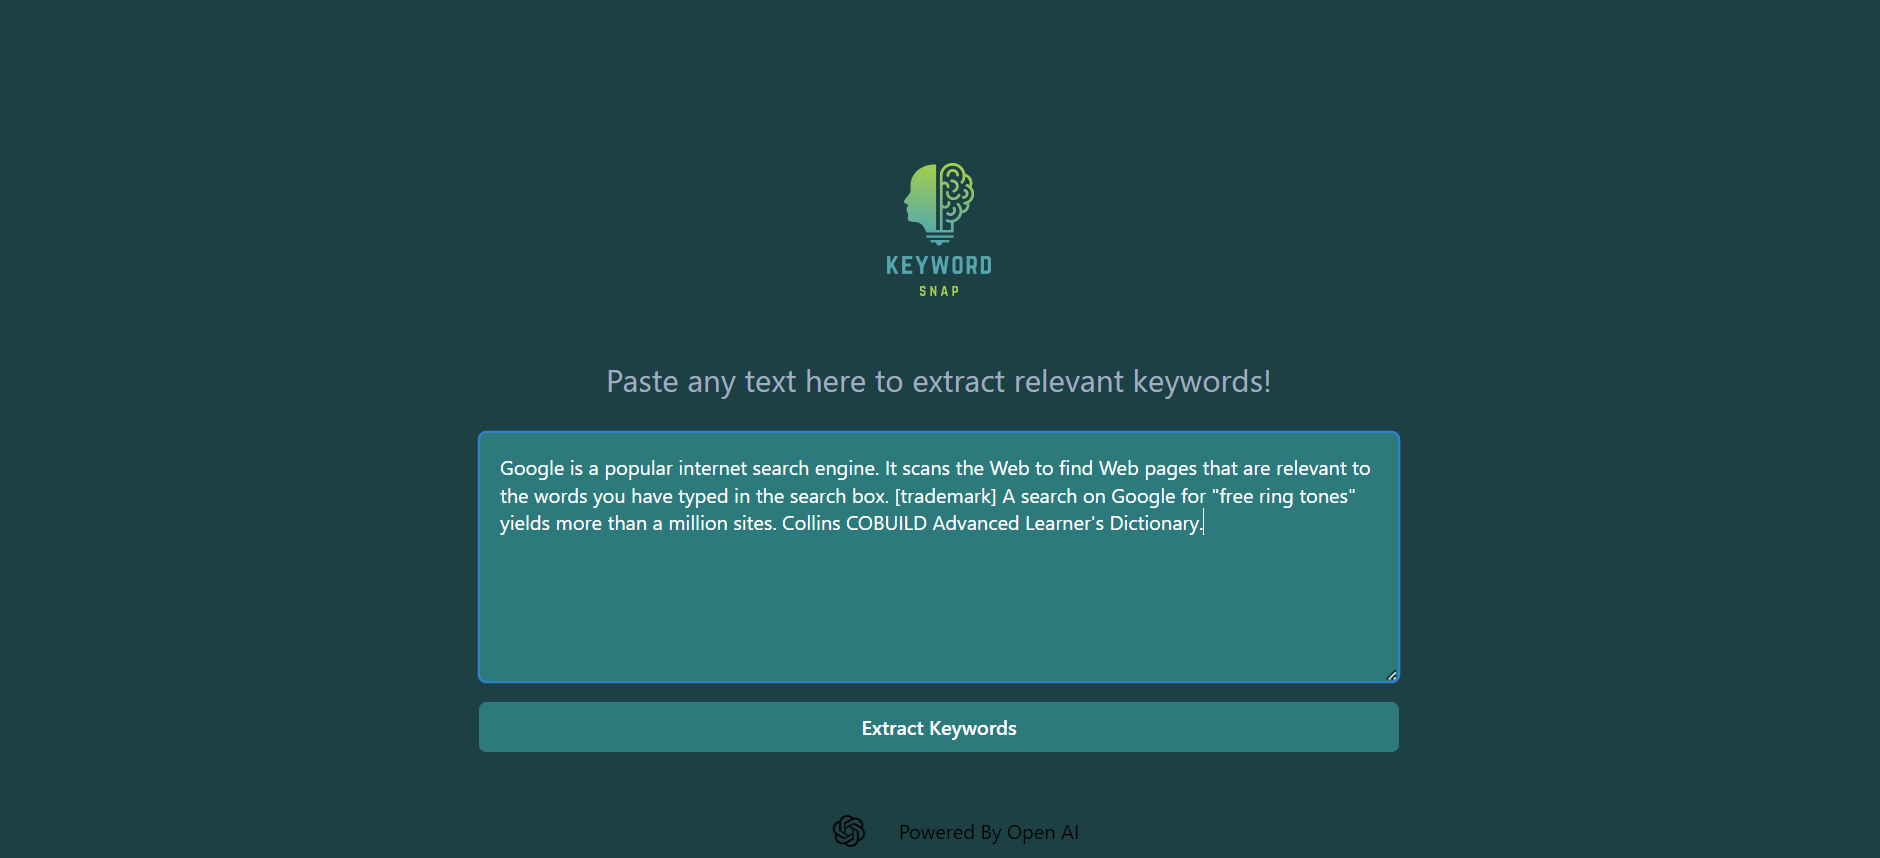 KEYWORD
SNAP
Paste any text here to extract relevant keywords!
Google is a popular internet search engine. It scans the Web to find Web pages that are relevant to
the words you have typed in the search box. [trademark] A search on Google for "free ring tones"
yields more than a million sites. Collins COBUILD Advanced Learner's Dictionary.
Extract Keywords
Powered By Open AI